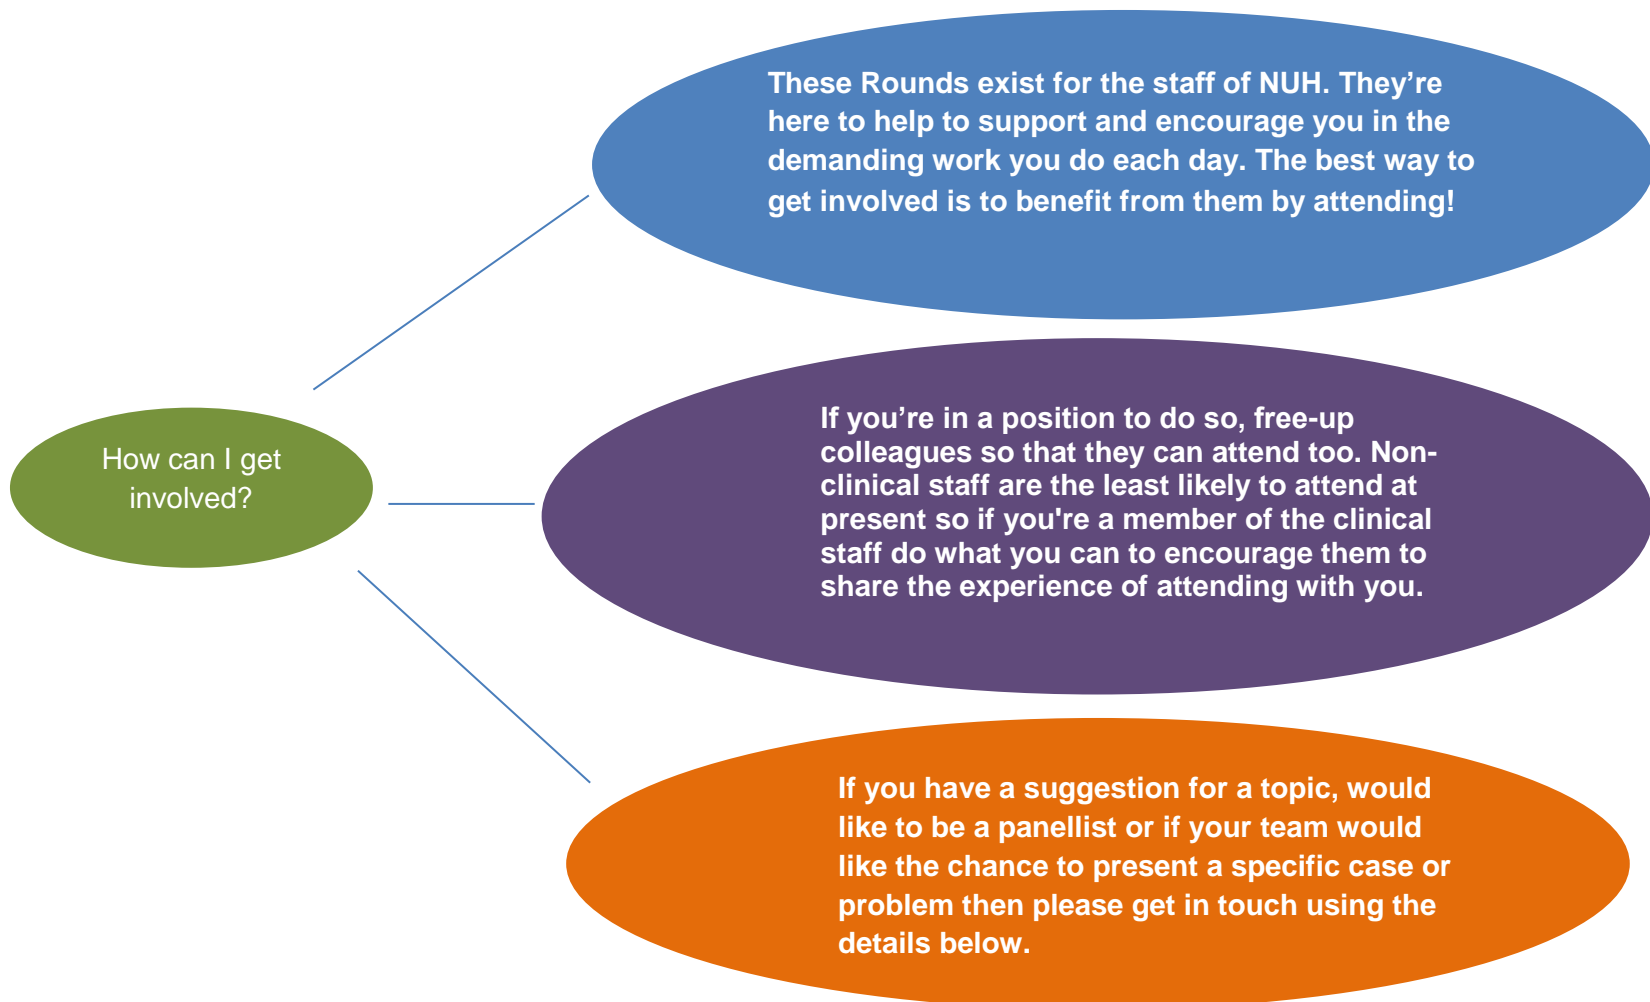 These Rounds exist for the staff of NUH. They’re
here to help to support and encourage you in the
demanding work you do each day. The best way to
get involved is to benefit from them by attending!
How can I get
involved?
If you’re in a position to do so, free-up
colleagues so that they can attend too. Non-
clinical staff are the least likely to attend at
present so if you're a member of the clinical
staff do what you can to encourage them to
share the experience of attending with you.
If you have a suggestion for a topic, would
like to be a panellist or if your team would
like the chance to present a specific case or
problem then please get in touch using the
details below.